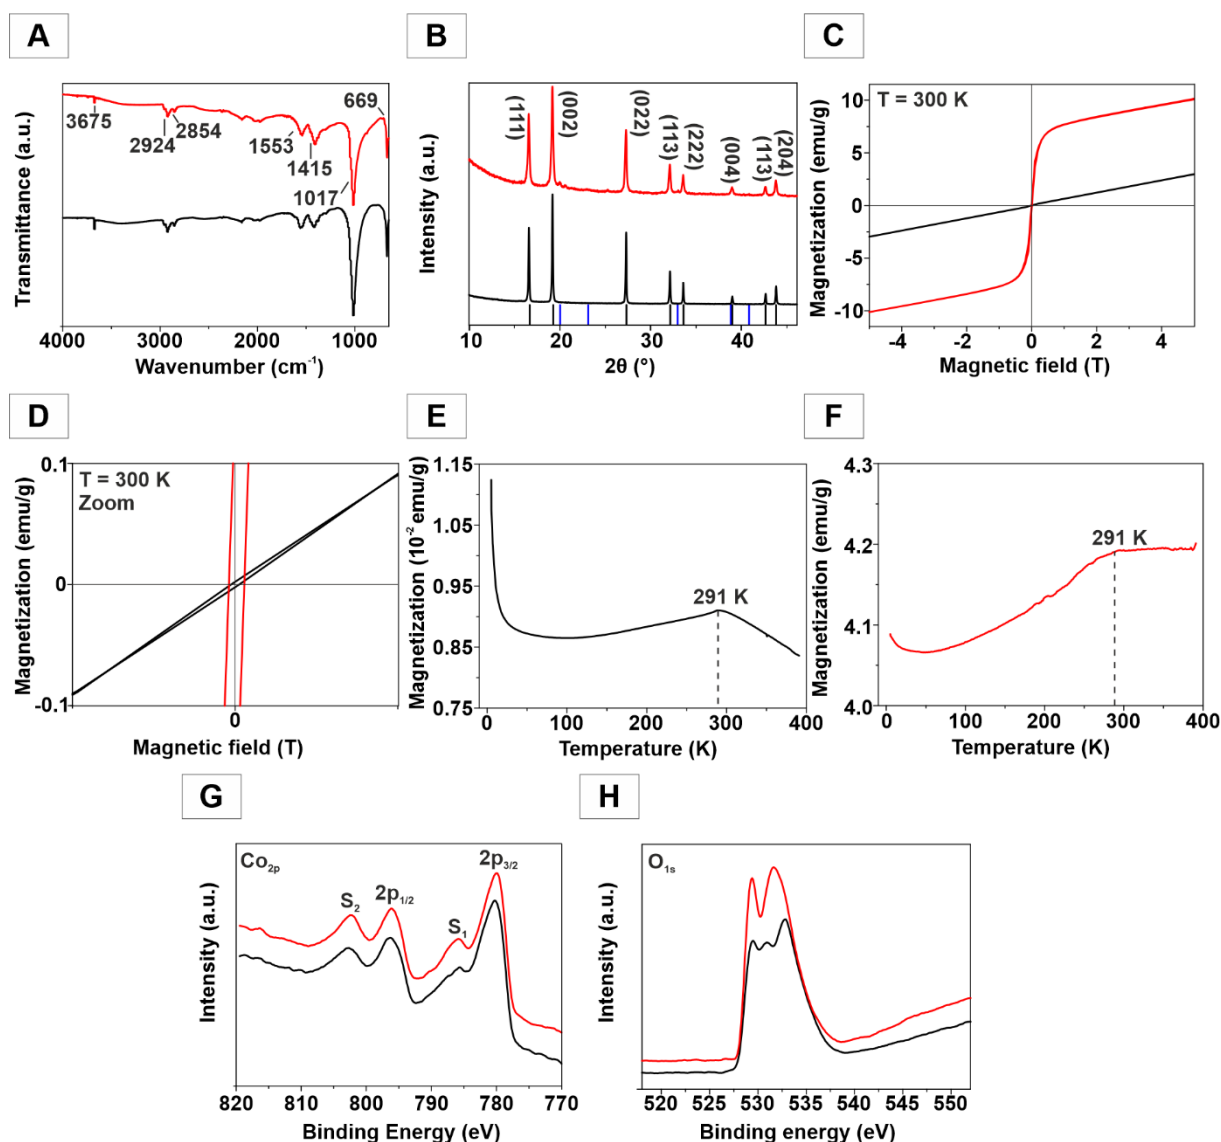 A
Transmittance (a.u.)
3675
2924
2854
1553
1415
1017
669
4000
3000
2000
1000
Wavenumber (cm⁻¹)
B
Intensity (a.u.)
(111)
(002)
(022)
(113)
(222)
(004)
(113)
(204)
10
20
30
40
2θ (°)
C
Magnetization (emu/g)
T = 300 K
10
5
0
-5
-10
-4
-2
0
2
4
Magnetic field (T)
D
Magnetization (emu/g)
T = 300 K
Zoom
0.1
0
-0.1
0
Magnetic field (T)
E
Magnetization (10⁻² emu/g)
1.15
1.05
0.95
0.85
0.75
291 K
0
100
200
300
400
Temperature (K)
F
Magnetization (emu/g)
4.3
4.2
4.1
4.0
291 K
0
100
200
300
400
Temperature (K)
G
Intensity (a.u.)
Co₂ₚ
S₂
2p₁/₂
S₁
2p₃/₂
820
810
800
790
780
770
Binding Energy (eV)
H
Intensity (a.u.)
O₁ₛ
520
525
530
535
540
545
550
Binding energy (eV)